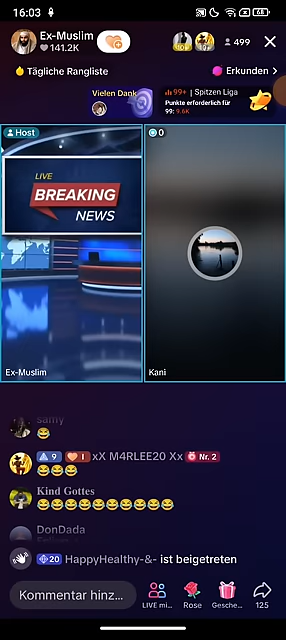 16:03
68
Ex-Muslim
141.2K
499
Tägliche Rangliste
Erkunden >
Vielen Dank
99+ | Spitzen Liga
Punkte erforderlich für
99: 9.6K
Host
0
LIVE
BREAKING
NEWS
Ex-Muslim
Kani
samy
😂
9 1 xX M4RLEE20 Xx Nr. 2
😂😂😂
Kind Gottes
😂😂😂😂😂😂😂😂😂😂
DonDada
20 HappyHealthy-&- ist beigetreten
Kommentar hinz...
LIVE mi...
Rose
Gesche...
125